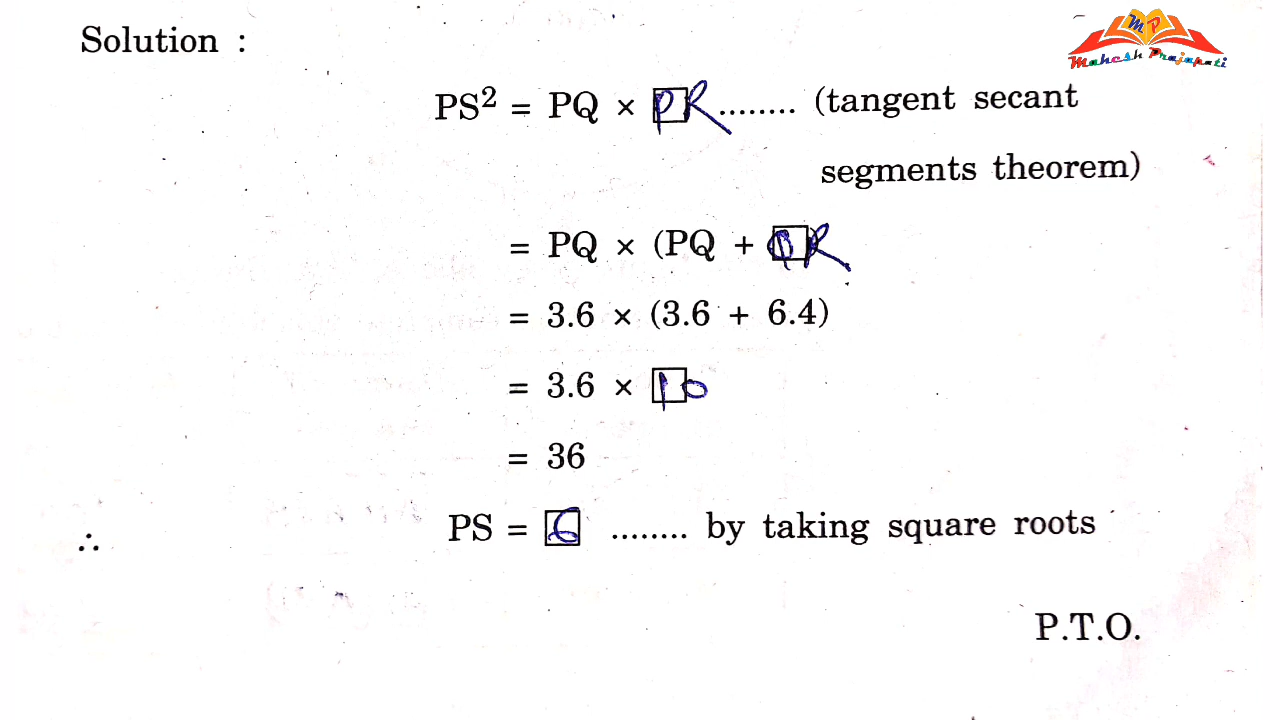 MP
Mahesh Prajapati
Solution :
PS² = PQ × PR ........ (tangent secant
segments theorem)
= PQ × (PQ + QR)
= 3.6 × (3.6 + 6.4)
= 3.6 × 10
= 36
∴ PS = 6 ........ by taking square roots
P.T.O.